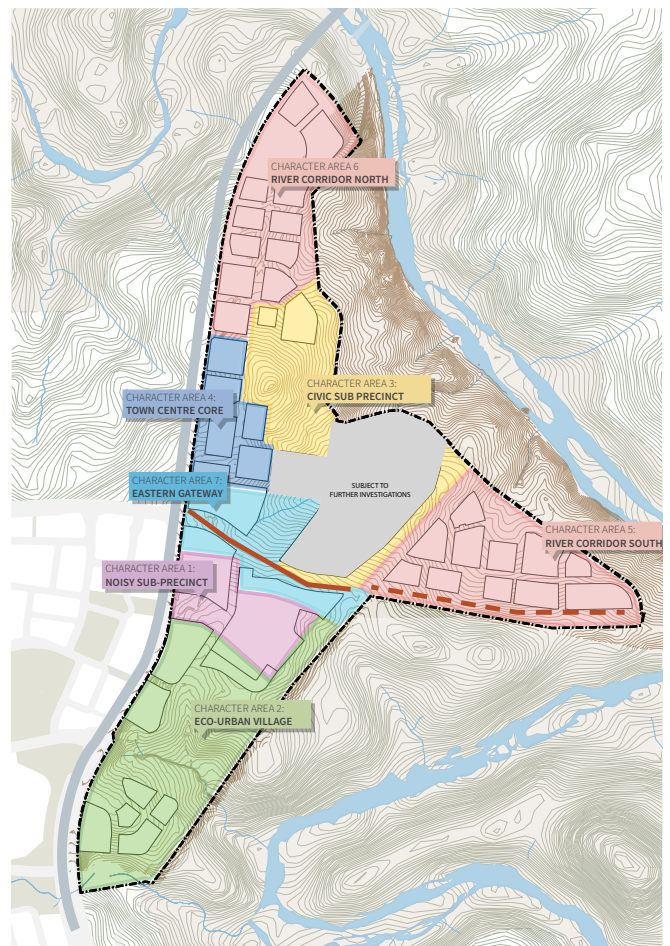 CHARACTER AREA 6
RIVER CORRIDOR NORTH
CHARACTER AREA 3:
CIVIC SUB PRECINCT
CHARACTER AREA 4:
TOWN CENTRE CORE
CHARACTER AREA 7:
EASTERN GATEWAY
SUBJECT TO
FURTHER INVESTIGATIONS
CHARACTER AREA 5:
RIVER CORRIDOR SOUTH
CHARACTER AREA 1:
NOISY SUB-PRECINCT
CHARACTER AREA 2:
ECO-URBAN VILLAGE